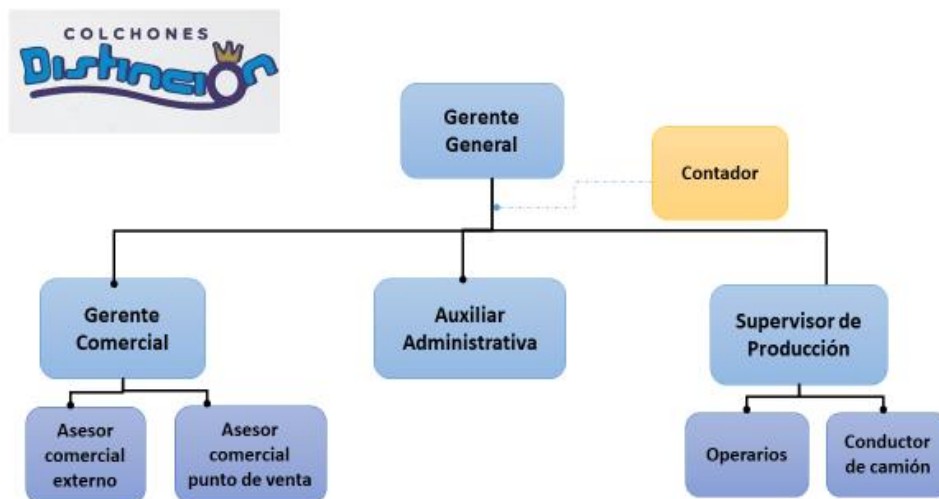 COLCHONES
Distinción
Gerente
General
Contador
Gerente
Comercial
Auxiliar
Administrativa
Supervisor de
Producción
Asesor
comercial
externo
Asesor
comercial
punto de venta
Operarios
Conductor
de camión